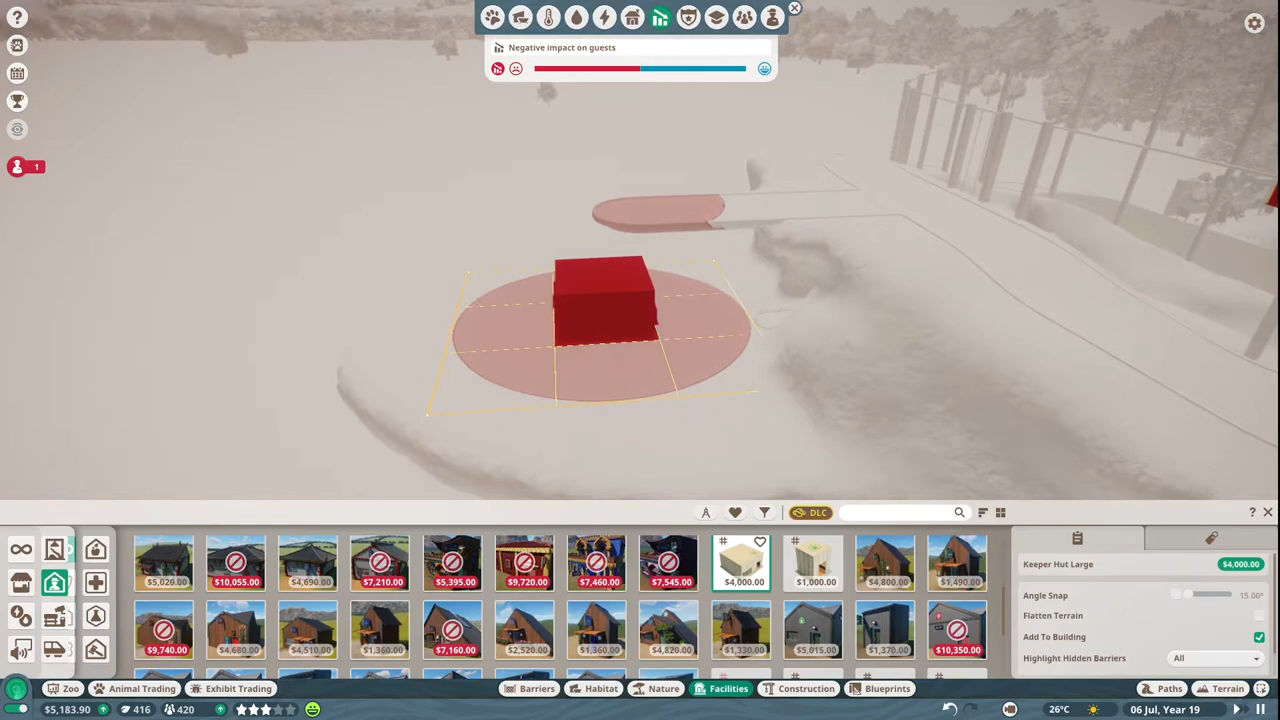 ?
Negative impact on guests
1
DLC
? 
$5,020.00 $10,055.00 $4,690.00 $7,210.00 $5,395.00 $9,720.00 $7,460.00 $7,545.00 $4,000.00 $1,000.00 $4,800.00 $1,490.00
$9,740.00 $4,680.00 $4,510.00 $1,360.00 $7,160.00 $2,520.00 $1,360.00 $4,820.00 $1,330.00 $5,015.00 $1,370.00 $10,350.00
Keeper Hut Large $4,000.00
Angle Snap 15.00°
Flatten Terrain
Add To Building
Highlight Hidden Barriers All
Zoo Animal Trading Exhibit Trading Barriers Habitat Nature Facilities Construction Blueprints Paths Terrain
$5,183.90 416 420 26°C 06 Jul, Year 19